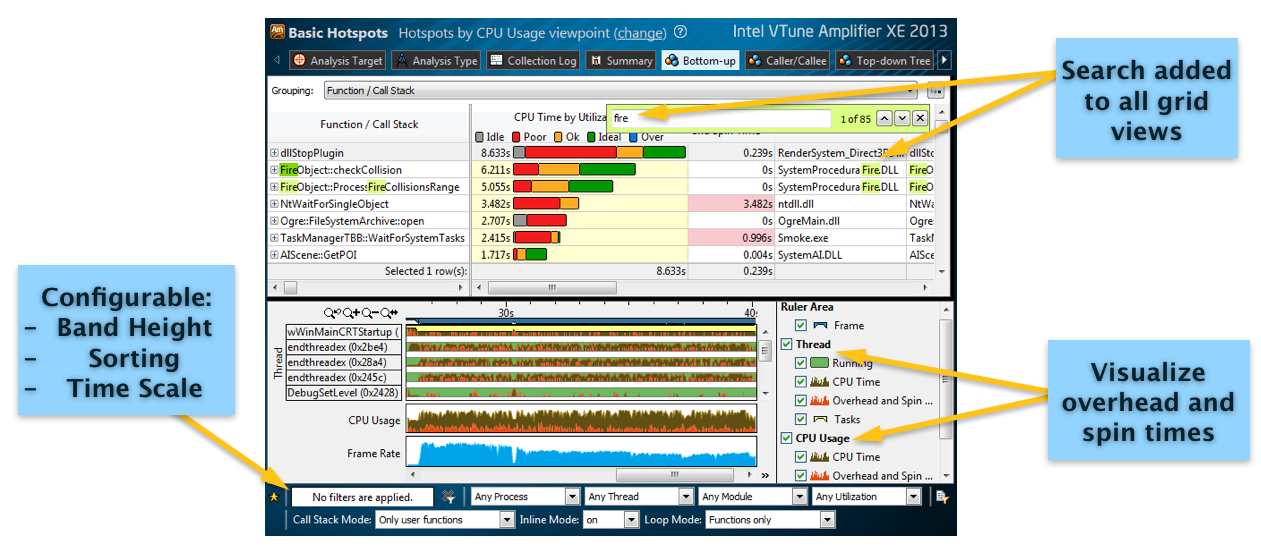 Basic Hotspots Hotspots by CPU Usage viewpoint (change)
Intel VTune Amplifier XE 2013
Analysis Target Analysis Type Collection Log Summary Bottom-up Caller/Callee Top-down Tree
Grouping: Function / Call Stack
Function / Call Stack
CPU Time by Utiliza
fire
1 of 85
Idle Poor Ok Ideal Over
dllStopPlugin 8.633s 0.239s RenderSystem_Direct3D... dllSto
FireObject::checkCollision 6.211s 0s SystemProceduralFire.DLL FireO
FireObject::ProcessFireCollisionsRange 5.055s 0s SystemProceduralFire.DLL FireO
NtWaitForSingleObject 3.482s 3.482s ntdll.dll NtWa
Ogre::FileSystemArchive::open 2.707s 0s OgreMain.dll Ogre
TaskManagerTBB::WaitForSystemTasks 2.415s 0.996s Smoke.exe TaskM
AIScene::GetPOI 1.717s 0.004s SystemAI.DLL AISce
Selected 1 row(s): 8.633s 0.239s
Search added
to all grid
views
Configurable:
- Band Height
- Sorting
- Time Scale
30s 40s
Thread
wWinMainCRTStartup (
endthreadex (0x2be4)
endthreadex (0x28a4)
endthreadex (0x245c)
DebugSetLevel (0x2428)
CPU Usage
Frame Rate
Ruler Area
Frame
Thread
Running
CPU Time
Overhead and Spin ...
Tasks
CPU Usage
CPU Time
Overhead and Spin ...
Visualize
overhead and
spin times
No filters are applied. Any Process Any Thread Any Module Any Utilization
Call Stack Mode: Only user functions Inline Mode: on Loop Mode: Functions only